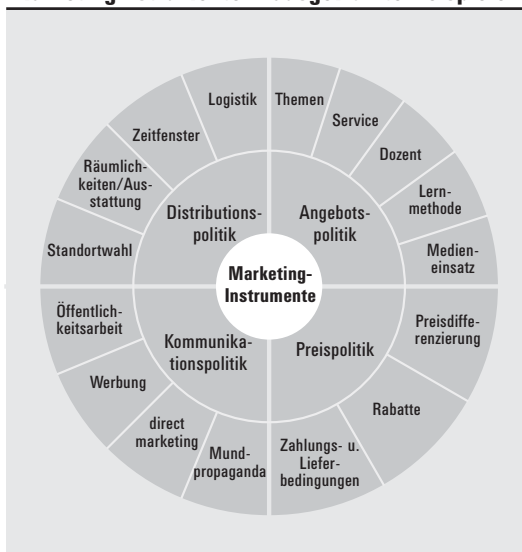 Logistik
Themen
Zeitfenster
Service
Räumlich-
keiten/Aus-
stattung
Dozent
Lern-
methode
Standortwahl
Medien-
einsatz
Distributions-
politik
Angebots-
politik
Marketing-
Instrumente
Kommunika-
tionspolitik
Preispolitik
Öffentlich-
keitsarbeit
Preisdiffe-
renzierung
Werbung
Rabatte
direct
marketing
Mund-
propaganda
Zahlungs- u.
Liefer-
bedingungen